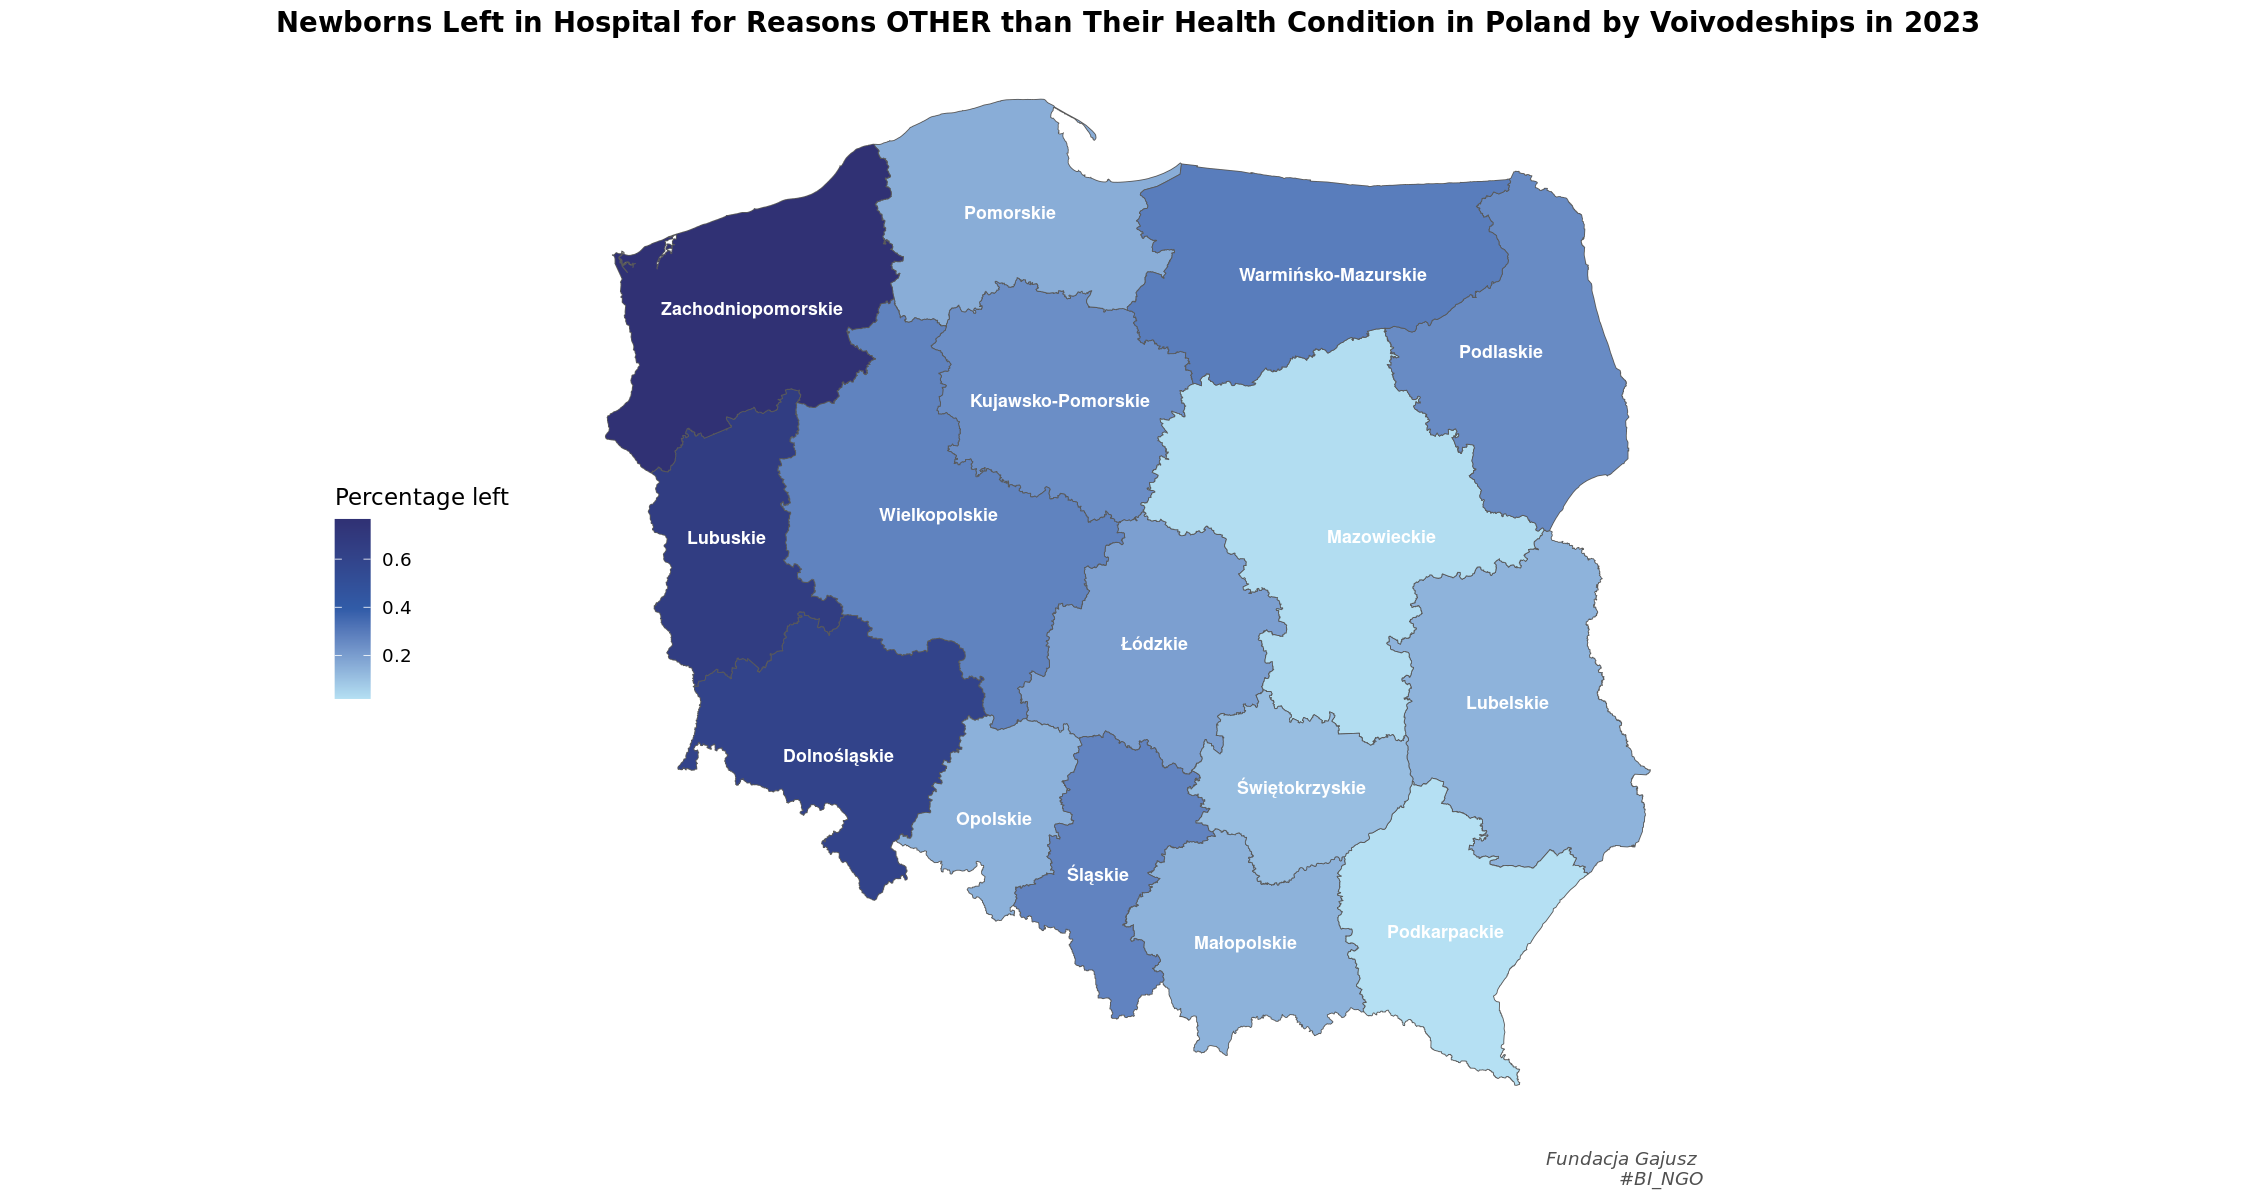 Newborns Left in Hospital for Reasons OTHER than Their Health Condition in Poland by Voivodeships in 2023
Pomorskie
Warmińsko-Mazurskie
Zachodniopomorskie
Podlaskie
Kujawsko-Pomorskie
Percentage left
0.6
0.4
0.2
Wielkopolskie
Lubuskie
Mazowieckie
Łódzkie
Lubelskie
Dolnośląskie
Świętokrzyskie
Opolskie
Śląskie
Podkarpackie
Małopolskie
Fundacja Gajusz
#BI_NGO